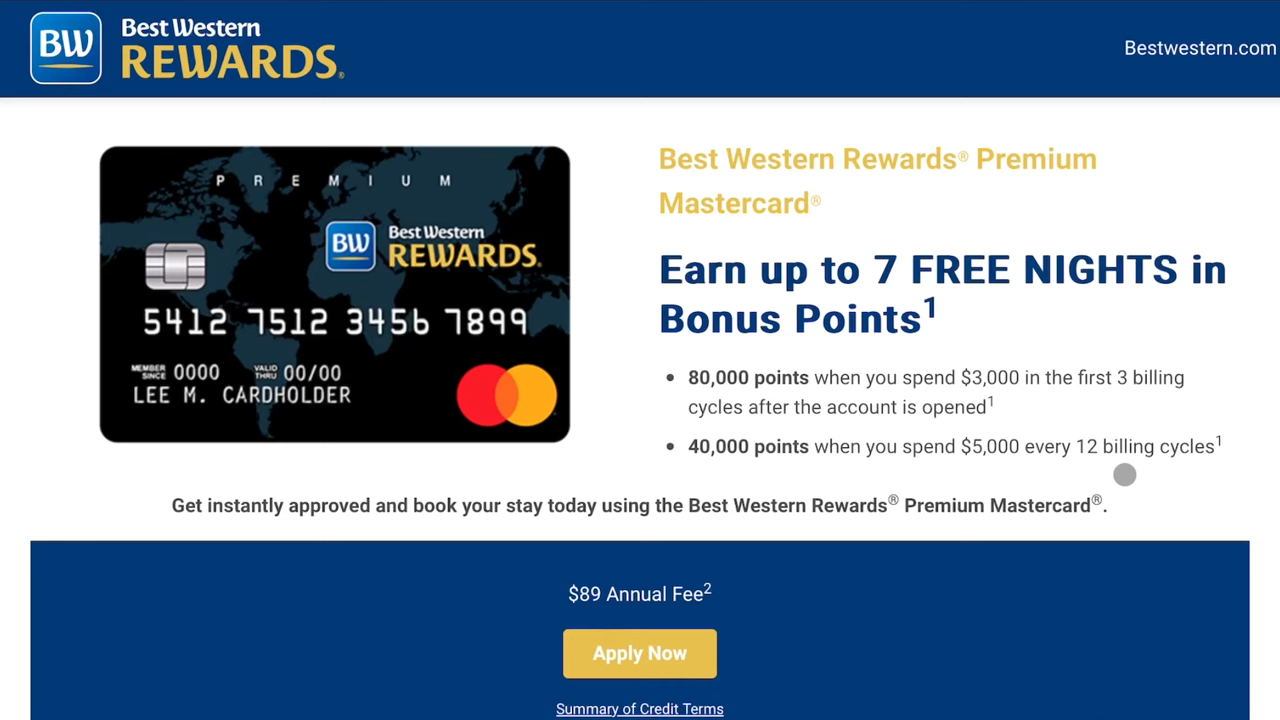 BW
Best Western
REWARDS®
Bestwestern.com
PREMIUM
BW
Best Western
REWARDS.
5412 7512 3456 7899
MEMBER SINCE 0000 VALID THRU 00/00
LEE M. CARDHOLDER
Best Western Rewards® Premium
Mastercard®
Earn up to 7 FREE NIGHTS in
Bonus Points¹
• 80,000 points when you spend $3,000 in the first 3 billing
cycles after the account is opened¹
• 40,000 points when you spend $5,000 every 12 billing cycles¹
Get instantly approved and book your stay today using the Best Western Rewards® Premium Mastercard®.
$89 Annual Fee²
Apply Now
Summary of Credit Terms